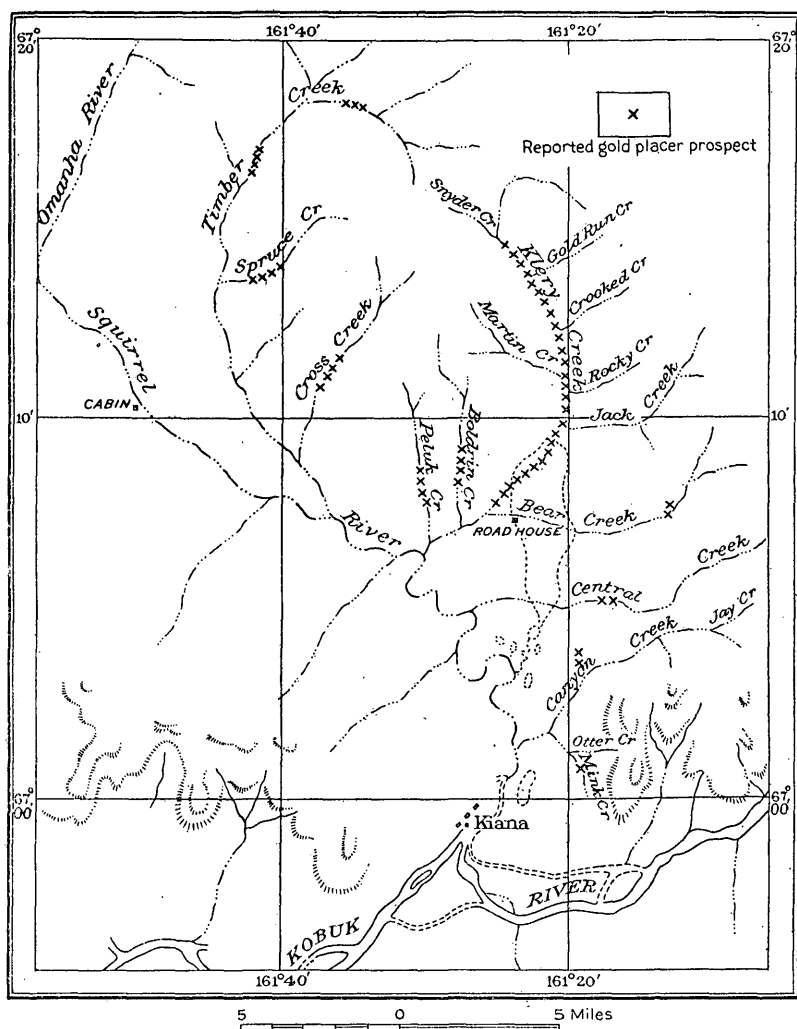 161°40'
161°20'
67°
20'
67°
20'
Omanha River
Creek
Timber
Reported gold placer prospect
Snyder Cr
Klery
Creek
Gold Run Cr
Spruce Cr
Crooked Cr
Squirrel
River
Martin Cr
Cross Creek
Rocky Cr
CABIN
Jack Creek
10'
10'
Peluk Cr
Boldrin Cr
Bear Creek
ROAD HOUSE
Central Creek
Canyon Creek
Jay Cr
Otter Cr
Mink Cr
67°
00'
67°
00'
Kiana
KOBUK RIVER
161°40'
161°20'
5 0 5 Miles